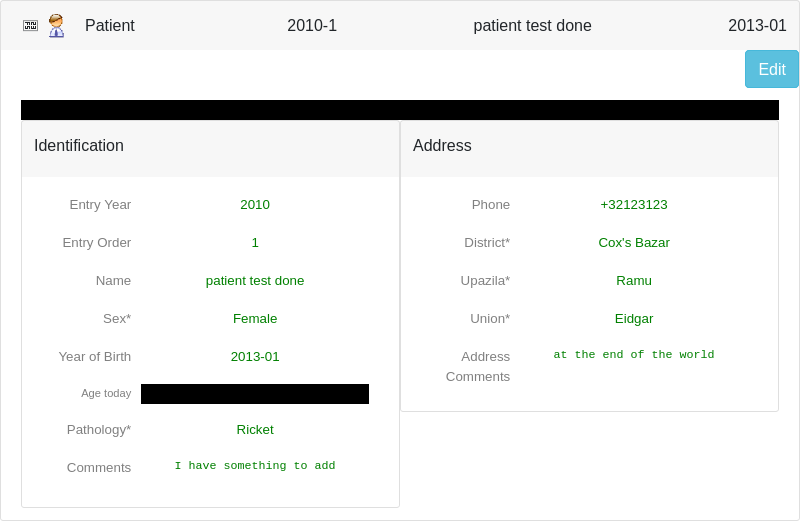 Patient 2010-1 patient test done 2013-01
Edit
Identification
Entry Year 2010
Entry Order 1
Name patient test done
Sex* Female
Year of Birth 2013-01
Age today
Pathology* Ricket
Comments I have something to add
Address
Phone +32123123
District* Cox's Bazar
Upazila* Ramu
Union* Eidgar
Address at the end of the world
Comments